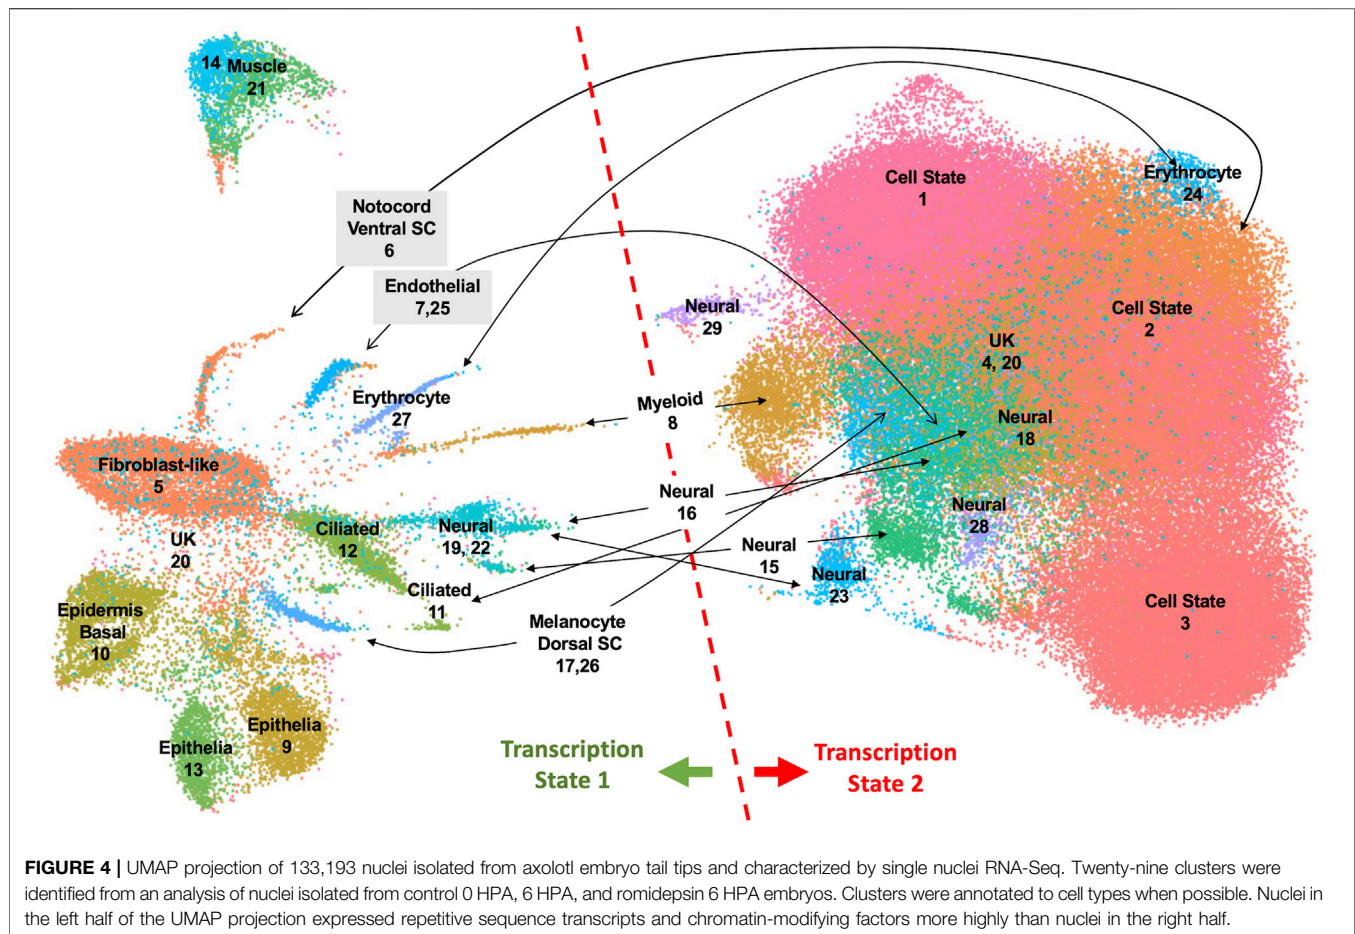 14 Muscle
21
Cell State
1
Erythrocyte
24
Notocord
Ventral SC
6
Endothelial
7,25
Neural
29
Cell State
2
UK
4, 20
Erythrocyte
27
Myeloid
8
Neural
18
Fibroblast-like
5
Neural
16
Neural
28
UK
20
Ciliated
12
Neural
19, 22
Neural
15
Neural
23
Ciliated
11
Epidermis
Basal
10
Melanocyte
Dorsal SC
17,26
Cell State
3
Epithelia
9
Epithelia
13
Transcription
State 1
Transcription
State 2
FIGURE 4 | UMAP projection of 133,193 nuclei isolated from axolotl embryo tail tips and characterized by single nuclei RNA-Seq. Twenty-nine clusters were
identified from an analysis of nuclei isolated from control 0 HPA, 6 HPA, and romidepsin 6 HPA embryos. Clusters were annotated to cell types when possible. Nuclei in
the left half of the UMAP projection expressed repetitive sequence transcripts and chromatin-modifying factors more highly than nuclei in the right half.